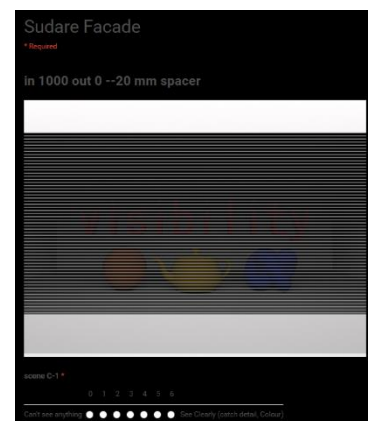 Sudare Facade
* Required
in 1000 out 0 --20 mm spacer
VISIBILITY
scene C-1 *
0 1 2 3 4 5 6
Can't see anything See Clearly (catch detail, Colour)